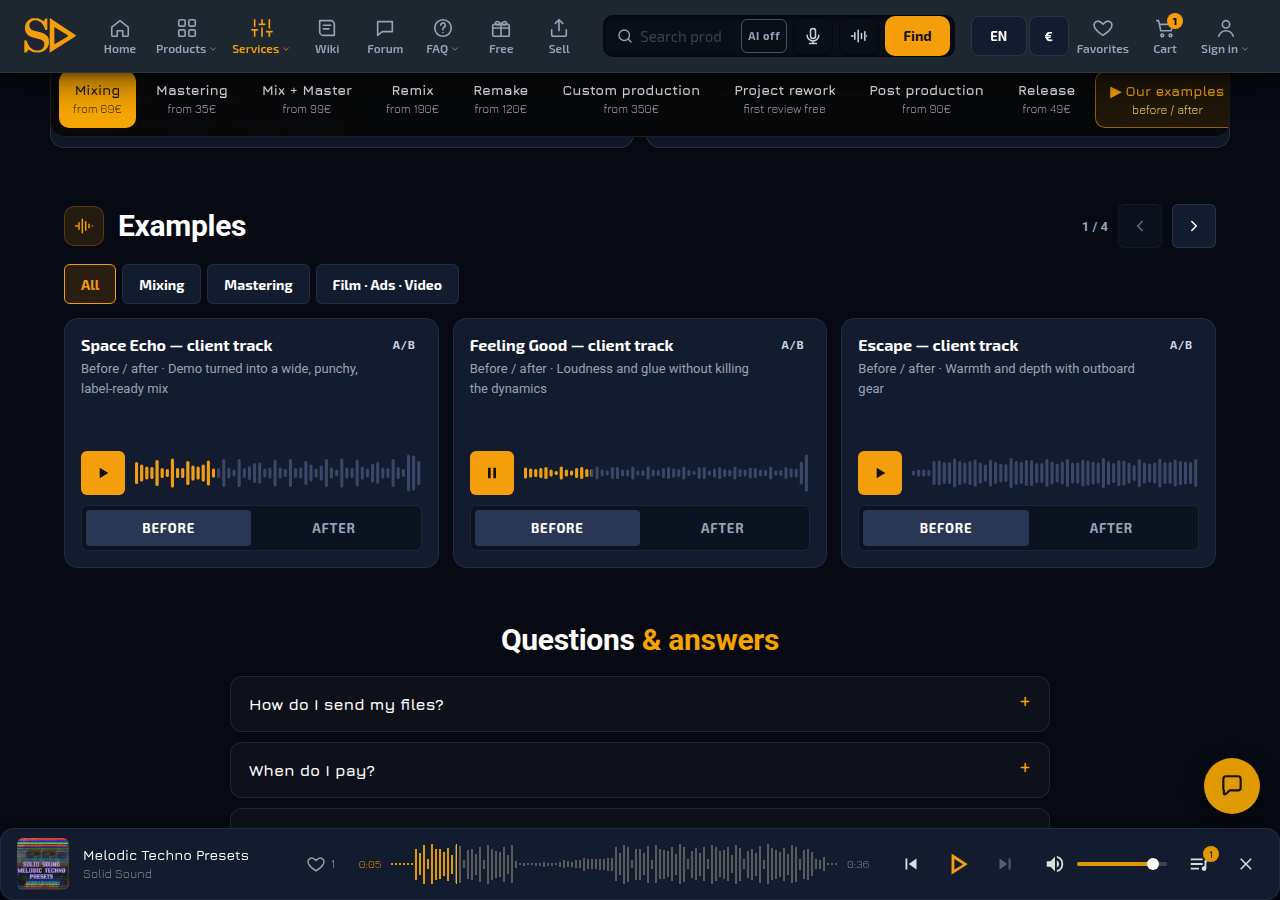 SD
Home
Products
Services
Wiki
Forum
FAQ
Free
Sell
Search prod
AI off
Find
EN
€
Favorites
1
Cart
Sign in
Mixing
from 69€
Mastering
from 35€
Mix + Master
from 99€
Remix
from 190€
Remake
from 120€
Custom production
from 350€
Project rework
first review free
Post production
from 90€
Release
from 49€
▶ Our examples
before / after
Examples
1 / 4
All
Mixing
Mastering
Film · Ads · Video
Space Echo — client track
A/B
Before / after · Demo turned into a wide, punchy,
label-ready mix
BEFORE
AFTER
Feeling Good — client track
A/B
Before / after · Loudness and glue without killing
the dynamics
BEFORE
AFTER
Escape — client track
A/B
Before / after · Warmth and depth with outboard
gear
BEFORE
AFTER
Questions & answers
How do I send my files?
+
When do I pay?
+
SOLID SOUND
MELODIC TECHNO
PRESETS
Melodic Techno Presets
Solid Sound
1
0:05
0:36
1